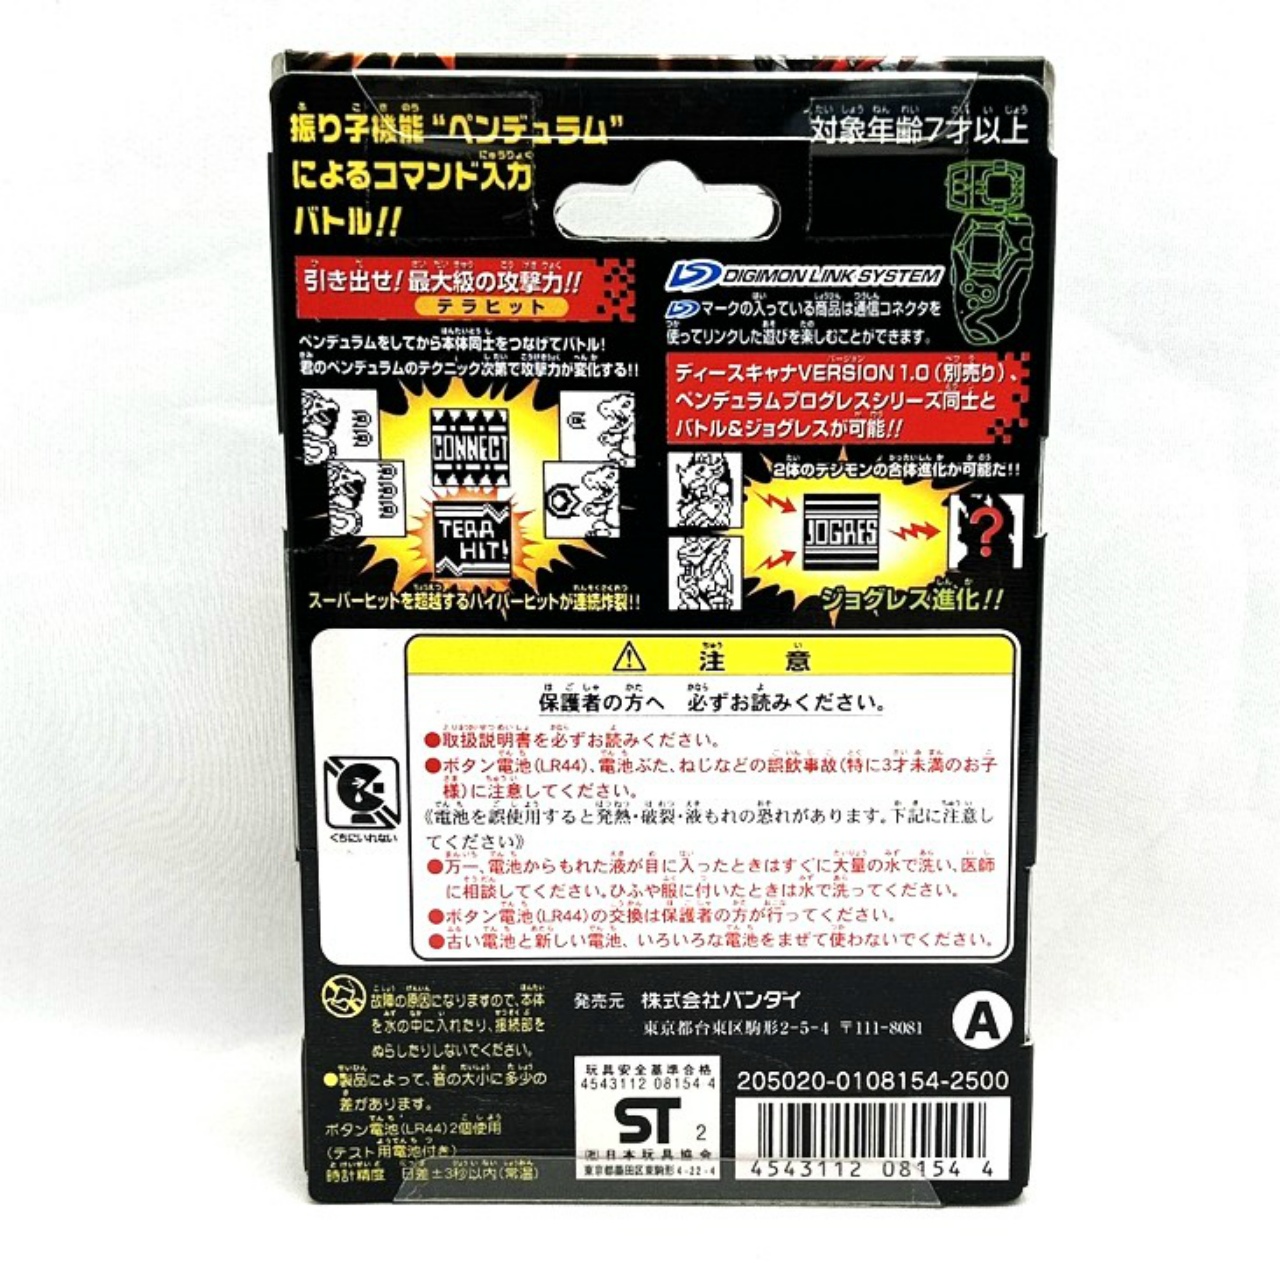 振り子機能“ペンデュラム”
によるコマンド入力
バトル!!
対象年齢7才以上
引き出せ!最大級の攻撃力!!
テラヒット
ペンデュラムをしてから本体同士をつなげてバトル!
君のペンデュラムのテクニック次第で攻撃力が変化する!!
CONNECT
TERA
HIT!
スーパーヒットを超越するハイパーヒットが連続炸裂!!
DIGIMON LINK SYSTEM
マークの入っている商品は通信コネクタを
使ってリンクした遊びを楽しむことができます。
ディースキャナVERSION 1.0(別売り)、
ペンデュラムプログレスシリーズ同士と
バトル&ジョグレスが可能!!
2体のデジモンの合体進化が可能だ!!
JOGRES
?
ジョグレス進化!!
注意
保護者の方へ 必ずお読みください。
●取扱説明書を必ずお読みください。
●ボタン電池(LR44)、電池ぶた、ねじなどの誤飲事故(特に3才未満のお子
様)に注意してください。
《電池を誤使用すると発熱・破裂・液もれの恐れがあります。下記に注意し
てください》
●万一、電池からもれた液が目に入ったときはすぐに大量の水で洗い、医師
に相談してください。ひふや服に付いたときは水で洗ってください。
●ボタン電池(LR44)の交換は保護者の方が行ってください。
●古い電池と新しい電池、いろいろな電池をまぜて使わないでください。
くちにいれない
故障の原因になりますので、本体
を水の中に入れたり、接続部を
ぬらしたりしないでください。
●製品によって、音の大小に多少の
差があります。
ボタン電池(LR44)2個使用
(テスト用電池付き)
時計精度 日差±3秒以内(常温)
発売元 株式会社バンダイ
東京都台東区駒形2-5-4 〒111-8081
A
玩具安全基準合格
4543112 08154 4
ST 2
(社)日本玩具協会
東京都墨田区東駒形4-22-4
205020-0108154-2500
4543112 08154 4